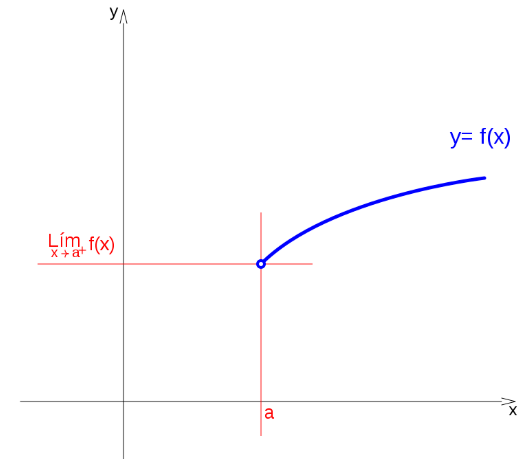 y
y= f(x)
Lím f(x)
x→a+
a
x